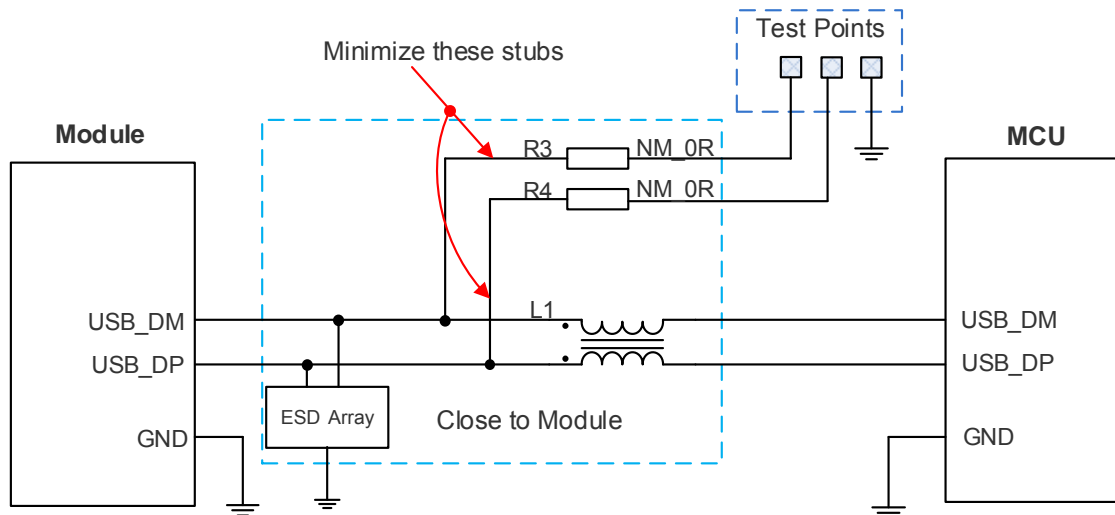 Test Points
Minimize these stubs
Module
MCU
R3
NM_0R
R4
NM_0R
USB_DM
L1
USB_DM
USB_DP
USB_DP
ESD Array
Close to Module
GND
GND